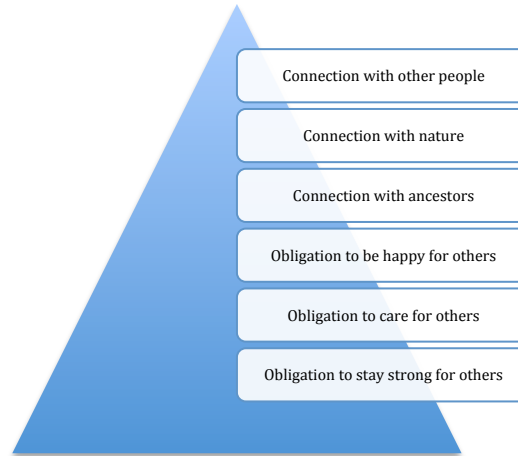 Connection with other people
Connection with nature
Connection with ancestors
Obligation to be happy for others
Obligation to care for others
Obligation to stay strong for others